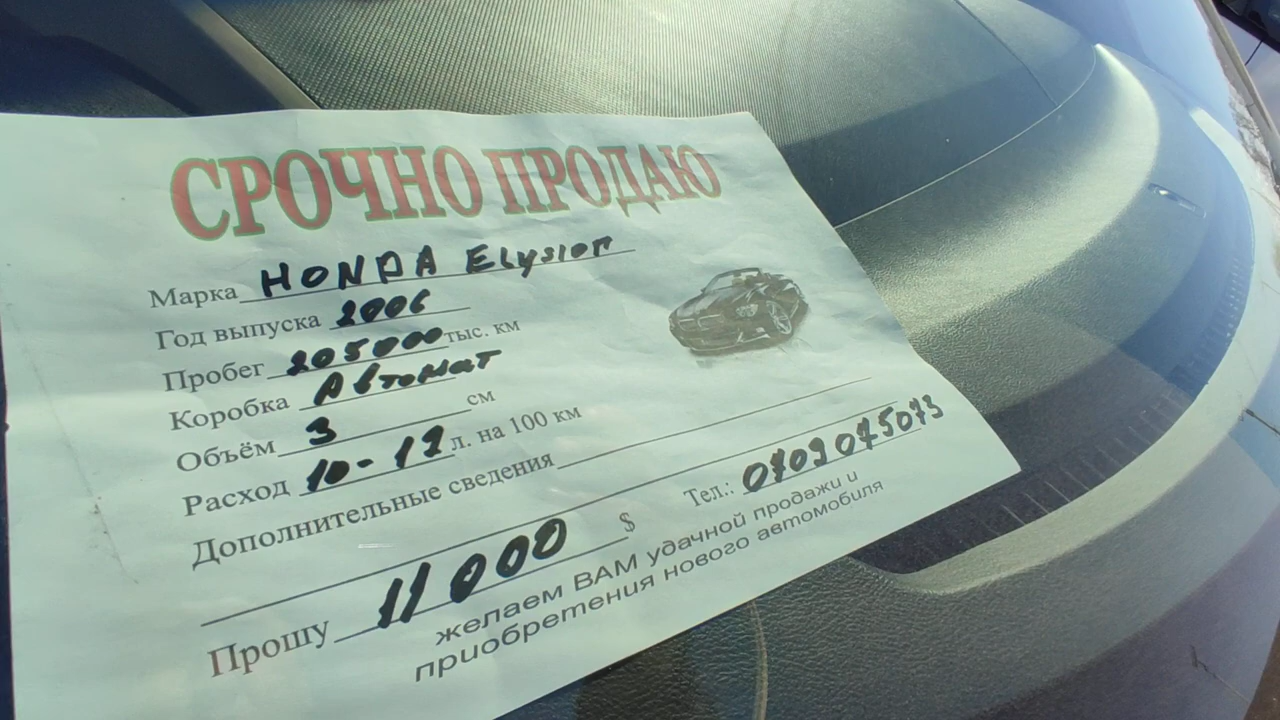 СРОЧНО ПРОДАЮ
Марка HONDA Elysion
Год выпуска 2006
Пробег 205000 тыс. км
Коробка Автомат
Объём 3 см
Расход 10-12 л. на 100 км
Дополнительные сведения
Тел.: 0709075073
Прошу 11000 $
желаем ВАМ удачной продажи и
приобретения нового автомобиля